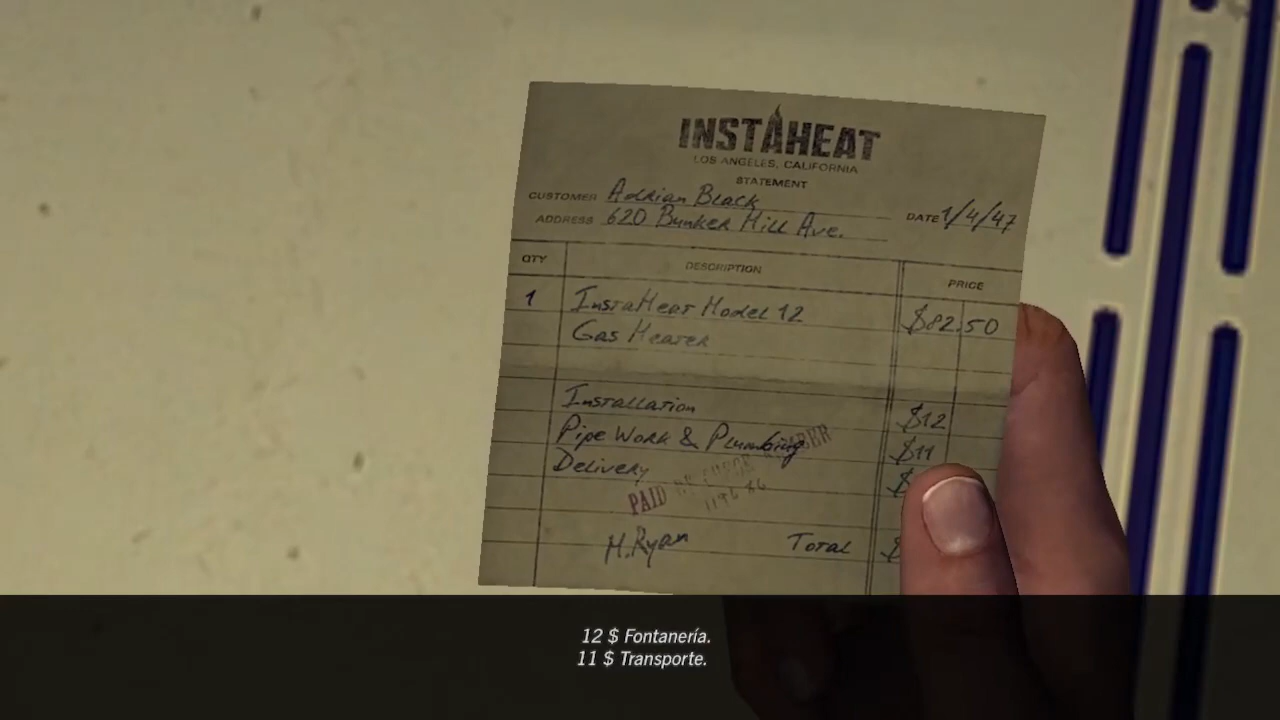 INSTAHEAT
LOS ANGELES, CALIFORNIA
STATEMENT
CUSTOMER Adrian Black
ADDRESS 620 Bunker Hill Ave.
DATE 1/4/47
QTY DESCRIPTION PRICE
1 InstaHeat Model 12 $82.50
Gas Heater
Installation $12
Pipe Work & Plumbing $11
Delivery $
PAID
H.Ryan Total $
12 $ Fontanería.
11 $ Transporte.